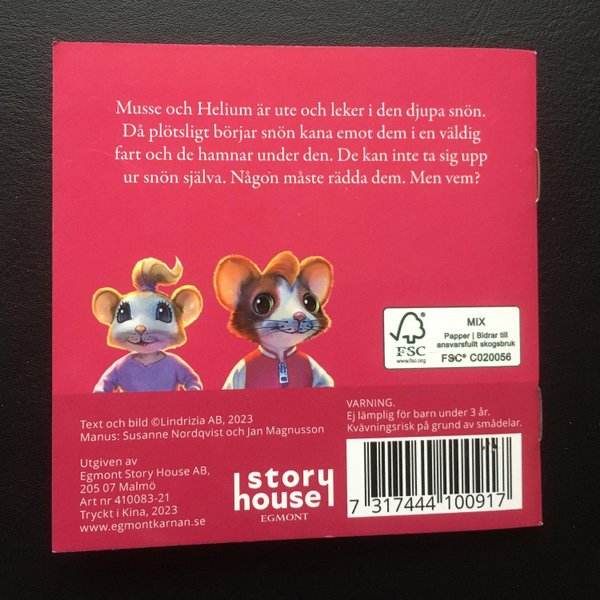 Musse och Helium är ute och leker i den djupa snön.
Då plötsligt börjar snön kana emot dem i en väldig
fart och de hamnar under den. De kan inte ta sig upp
ur snön själva. Någon måste rädda dem. Men vem?
FSC
www.fsc.org
MIX
Papper | Bidrar till
ansvarsfullt skogsbruk
FSC® C020056
Text och bild ©Lindrizia AB, 2023
Manus: Susanne Nordqvist och Jan Magnusson
Utgiven av
Egmont Story House AB,
205 07 Malmö
Art nr 410083-21
Tryckt i Kina, 2023
www.egmontkarnan.se
story
house
EGMONT
VARNING.
Ej lämplig för barn under 3 år.
Kvävningsrisk på grund av smådelar.
7 317444 100917